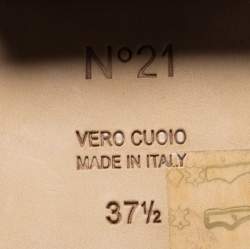 N°21
VERO CUOIO
MADE IN ITALY
37½